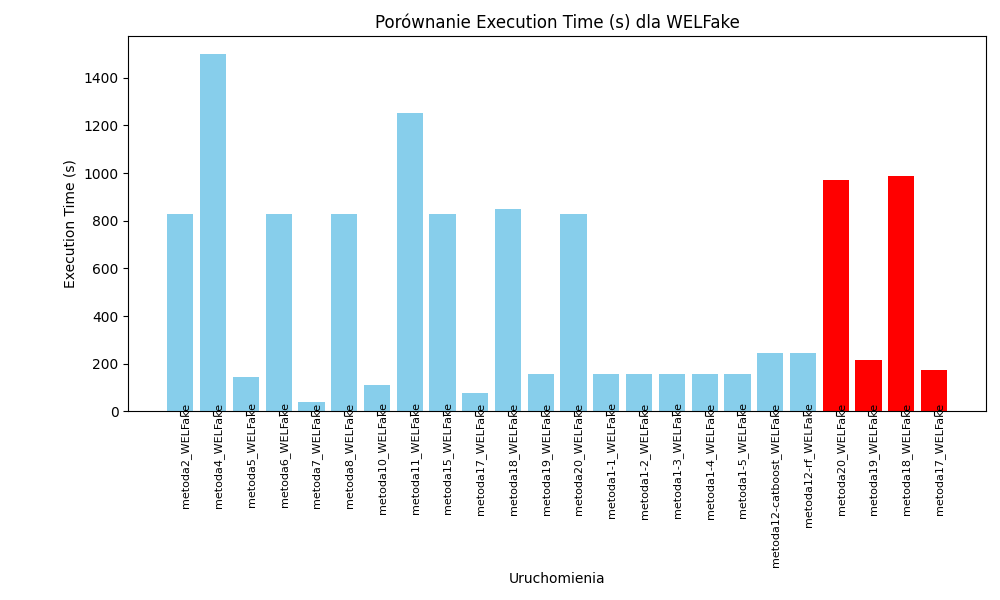 Porównanie Execution Time (s) dla WELFake
Execution Time (s)
1400
1200
1000
800
600
400
200
0
metoda2_WELFake
metoda4_WELFake
metoda5_WELFake
metoda6_WELFake
metoda7_WELFake
metoda8_WELFake
metoda10_WELFake
metoda11_WELFake
metoda15_WELFake
metoda17_WELFake
metoda18_WELFake
metoda19_WELFake
metoda20_WELFake
metoda1-1_WELFake
metoda1-2_WELFake
metoda1-3_WELFake
metoda1-4_WELFake
metoda1-5_WELFake
metoda12-catboost_WELFake
metoda12-rf_WELFake
metoda20_WELFake
metoda19_WELFake
metoda18_WELFake
metoda17_WELFake
Uruchomienia